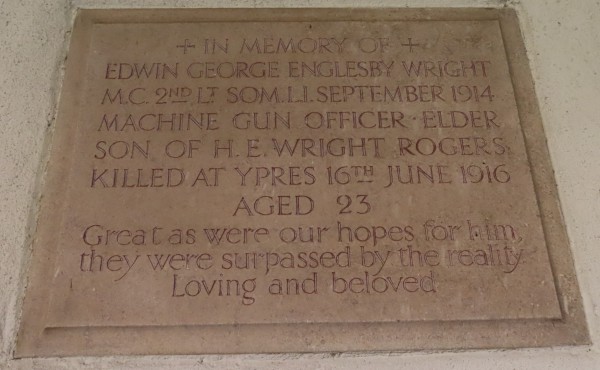 + IN MEMORY OF +
EDWIN GEORGE ENGLESBY WRIGHT
M.C. 2ND LT SOM.L.I. SEPTEMBER 1914
MACHINE GUN OFFICER · ELDER
SON OF H.E. WRIGHT ROGERS.
KILLED AT YPRES 16TH JUNE 1916
AGED 23
Great as were our hopes for him,
they were surpassed by the reality
Loving and beloved